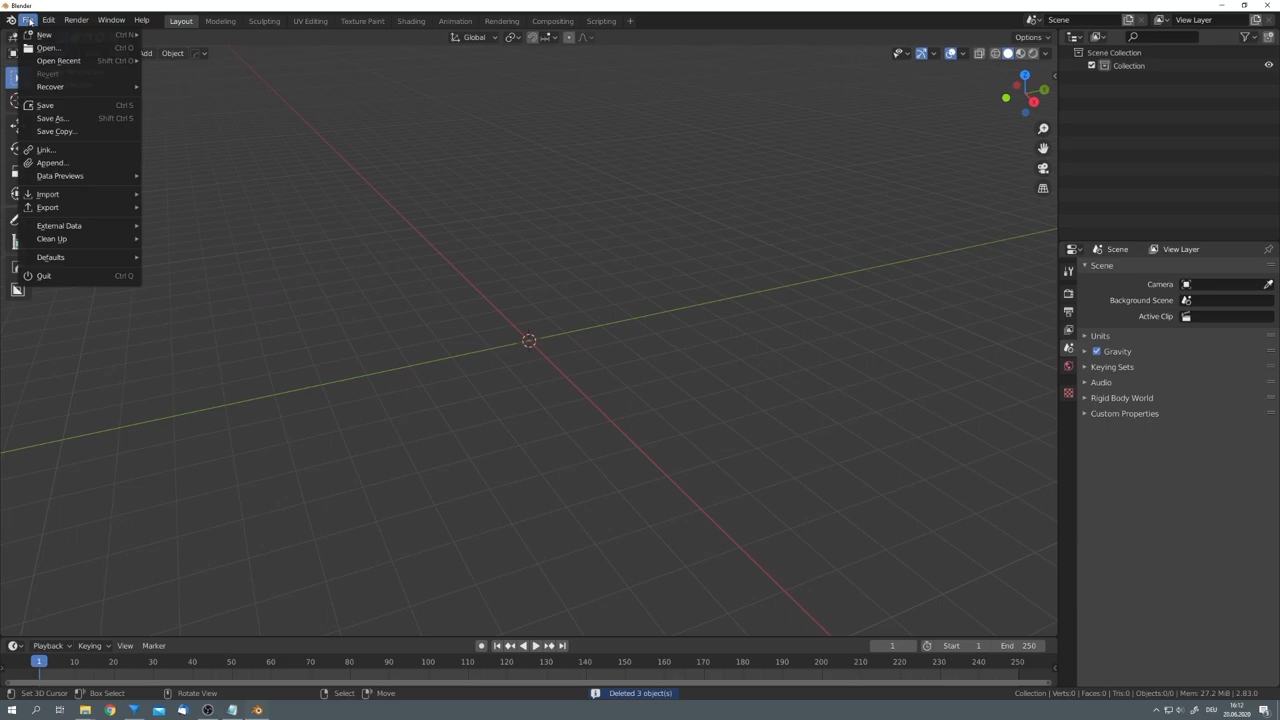 Blender
File Edit Render Window Help Layout Modeling Sculpting UV Editing Texture Paint Shading Animation Rendering Compositing Scripting + Scene View Layer
Global Options
Add Object
New Ctrl N
Open... Ctrl O
Open Recent Shift Ctrl O
Revert
Recover
Save Ctrl S
Save As... Shift Ctrl S
Save Copy...
Link...
Append...
Data Previews
Import
Export
External Data
Clean Up
Defaults
Quit Ctrl Q
Z
Y
X
Scene Collection
Collection
Scene View Layer
Scene
Camera
Background Scene
Active Clip
Units
Gravity
Keying Sets
Audio
Rigid Body World
Custom Properties
Playback Keying View Marker 1 Start 1 End 250
1 10 20 30 40 50 60 70 80 90 100 110 120 130 140 150 160 170 180 190 200 210 220 230 240 250
Set 3D Cursor Box Select Rotate View Select Move Deleted 3 object(s) Collection | Verts:0 | Faces:0 | Tris:0 | Objects:0/0 | Mem: 27.2 MiB | 2.83.0
DEU 16:12
20.06.2020